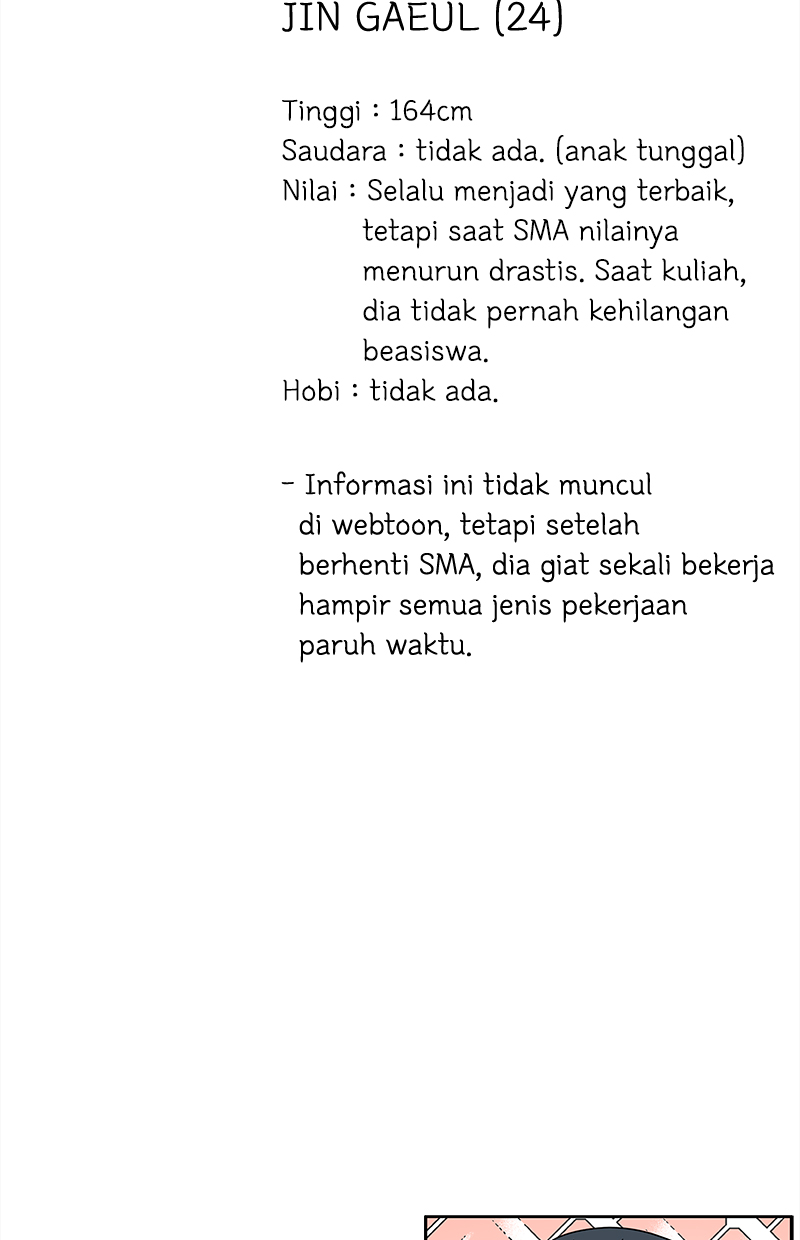 JIN GAEUL (24)
Tinggi : 164cm
Saudara : tidak ada. (anak tunggal)
Nilai : Selalu menjadi yang terbaik,
tetapi saat SMA nilainya
menurun drastis. Saat kuliah,
dia tidak pernah kehilangan
beasiswa.
Hobi : tidak ada.
- Informasi ini tidak muncul
di webtoon, tetapi setelah
berhenti SMA, dia giat sekali bekerja
hampir semua jenis pekerjaan
paruh waktu.